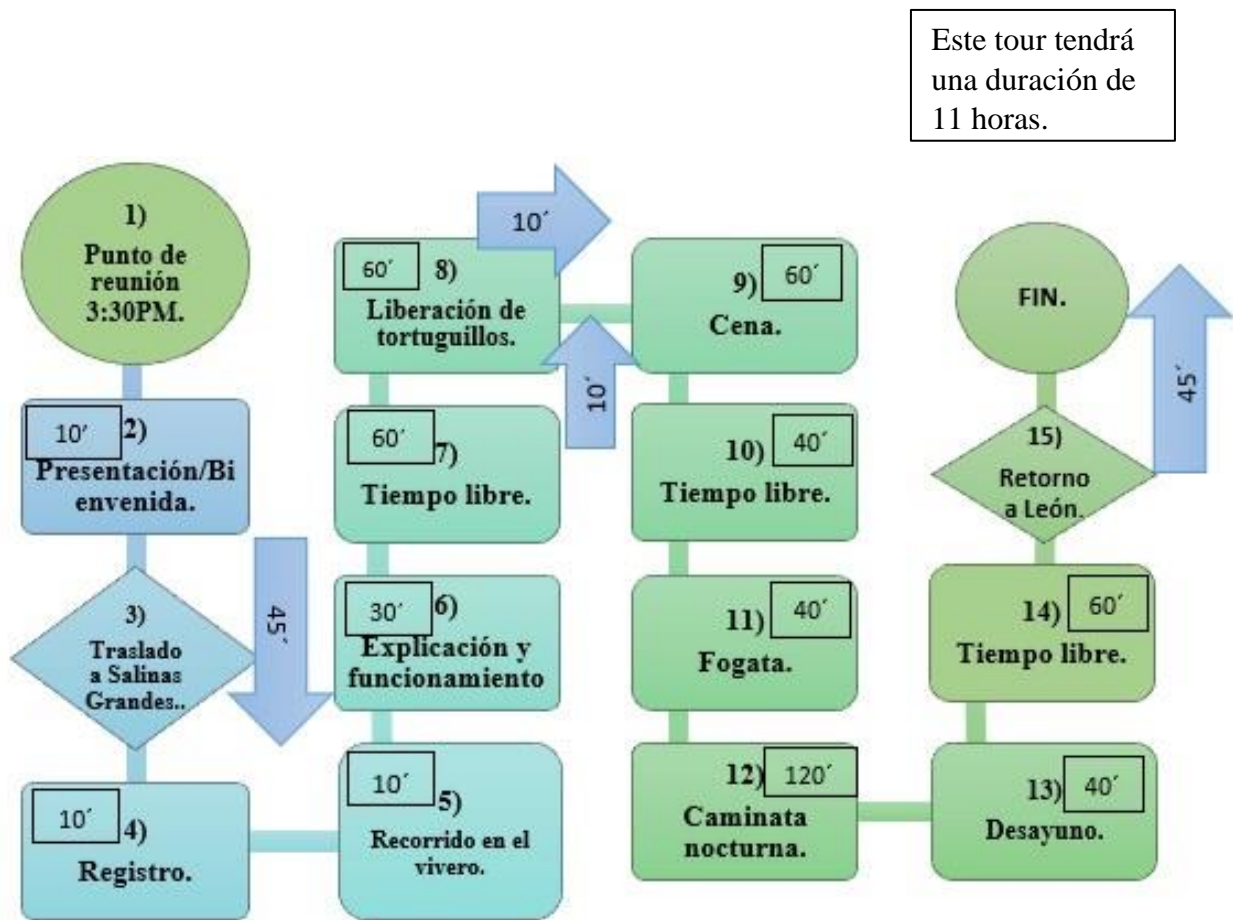 Este tour tendrá
una duración de
11 horas.
1)
Punto de
reunión
3:30PM.
10’ 2)
Presentación/Bi
envenida.
3)
Traslado
a Salinas
Grandes..
45´
10´ 4)
Registro.
10´ 5)
Recorrido en el
vivero.
30´ 6)
Explicación y
funcionamiento
60´ 7)
Tiempo libre.
10´
60´ 8)
Liberación de
tortuguillos.
10´
9) 60´
Cena.
10) 40´
Tiempo libre.
11) 40´
Fogata.
12) 120´
Caminata
nocturna.
13) 40´
Desayuno.
14) 60´
Tiempo libre.
15)
Retorno
a León.
45´
FIN.